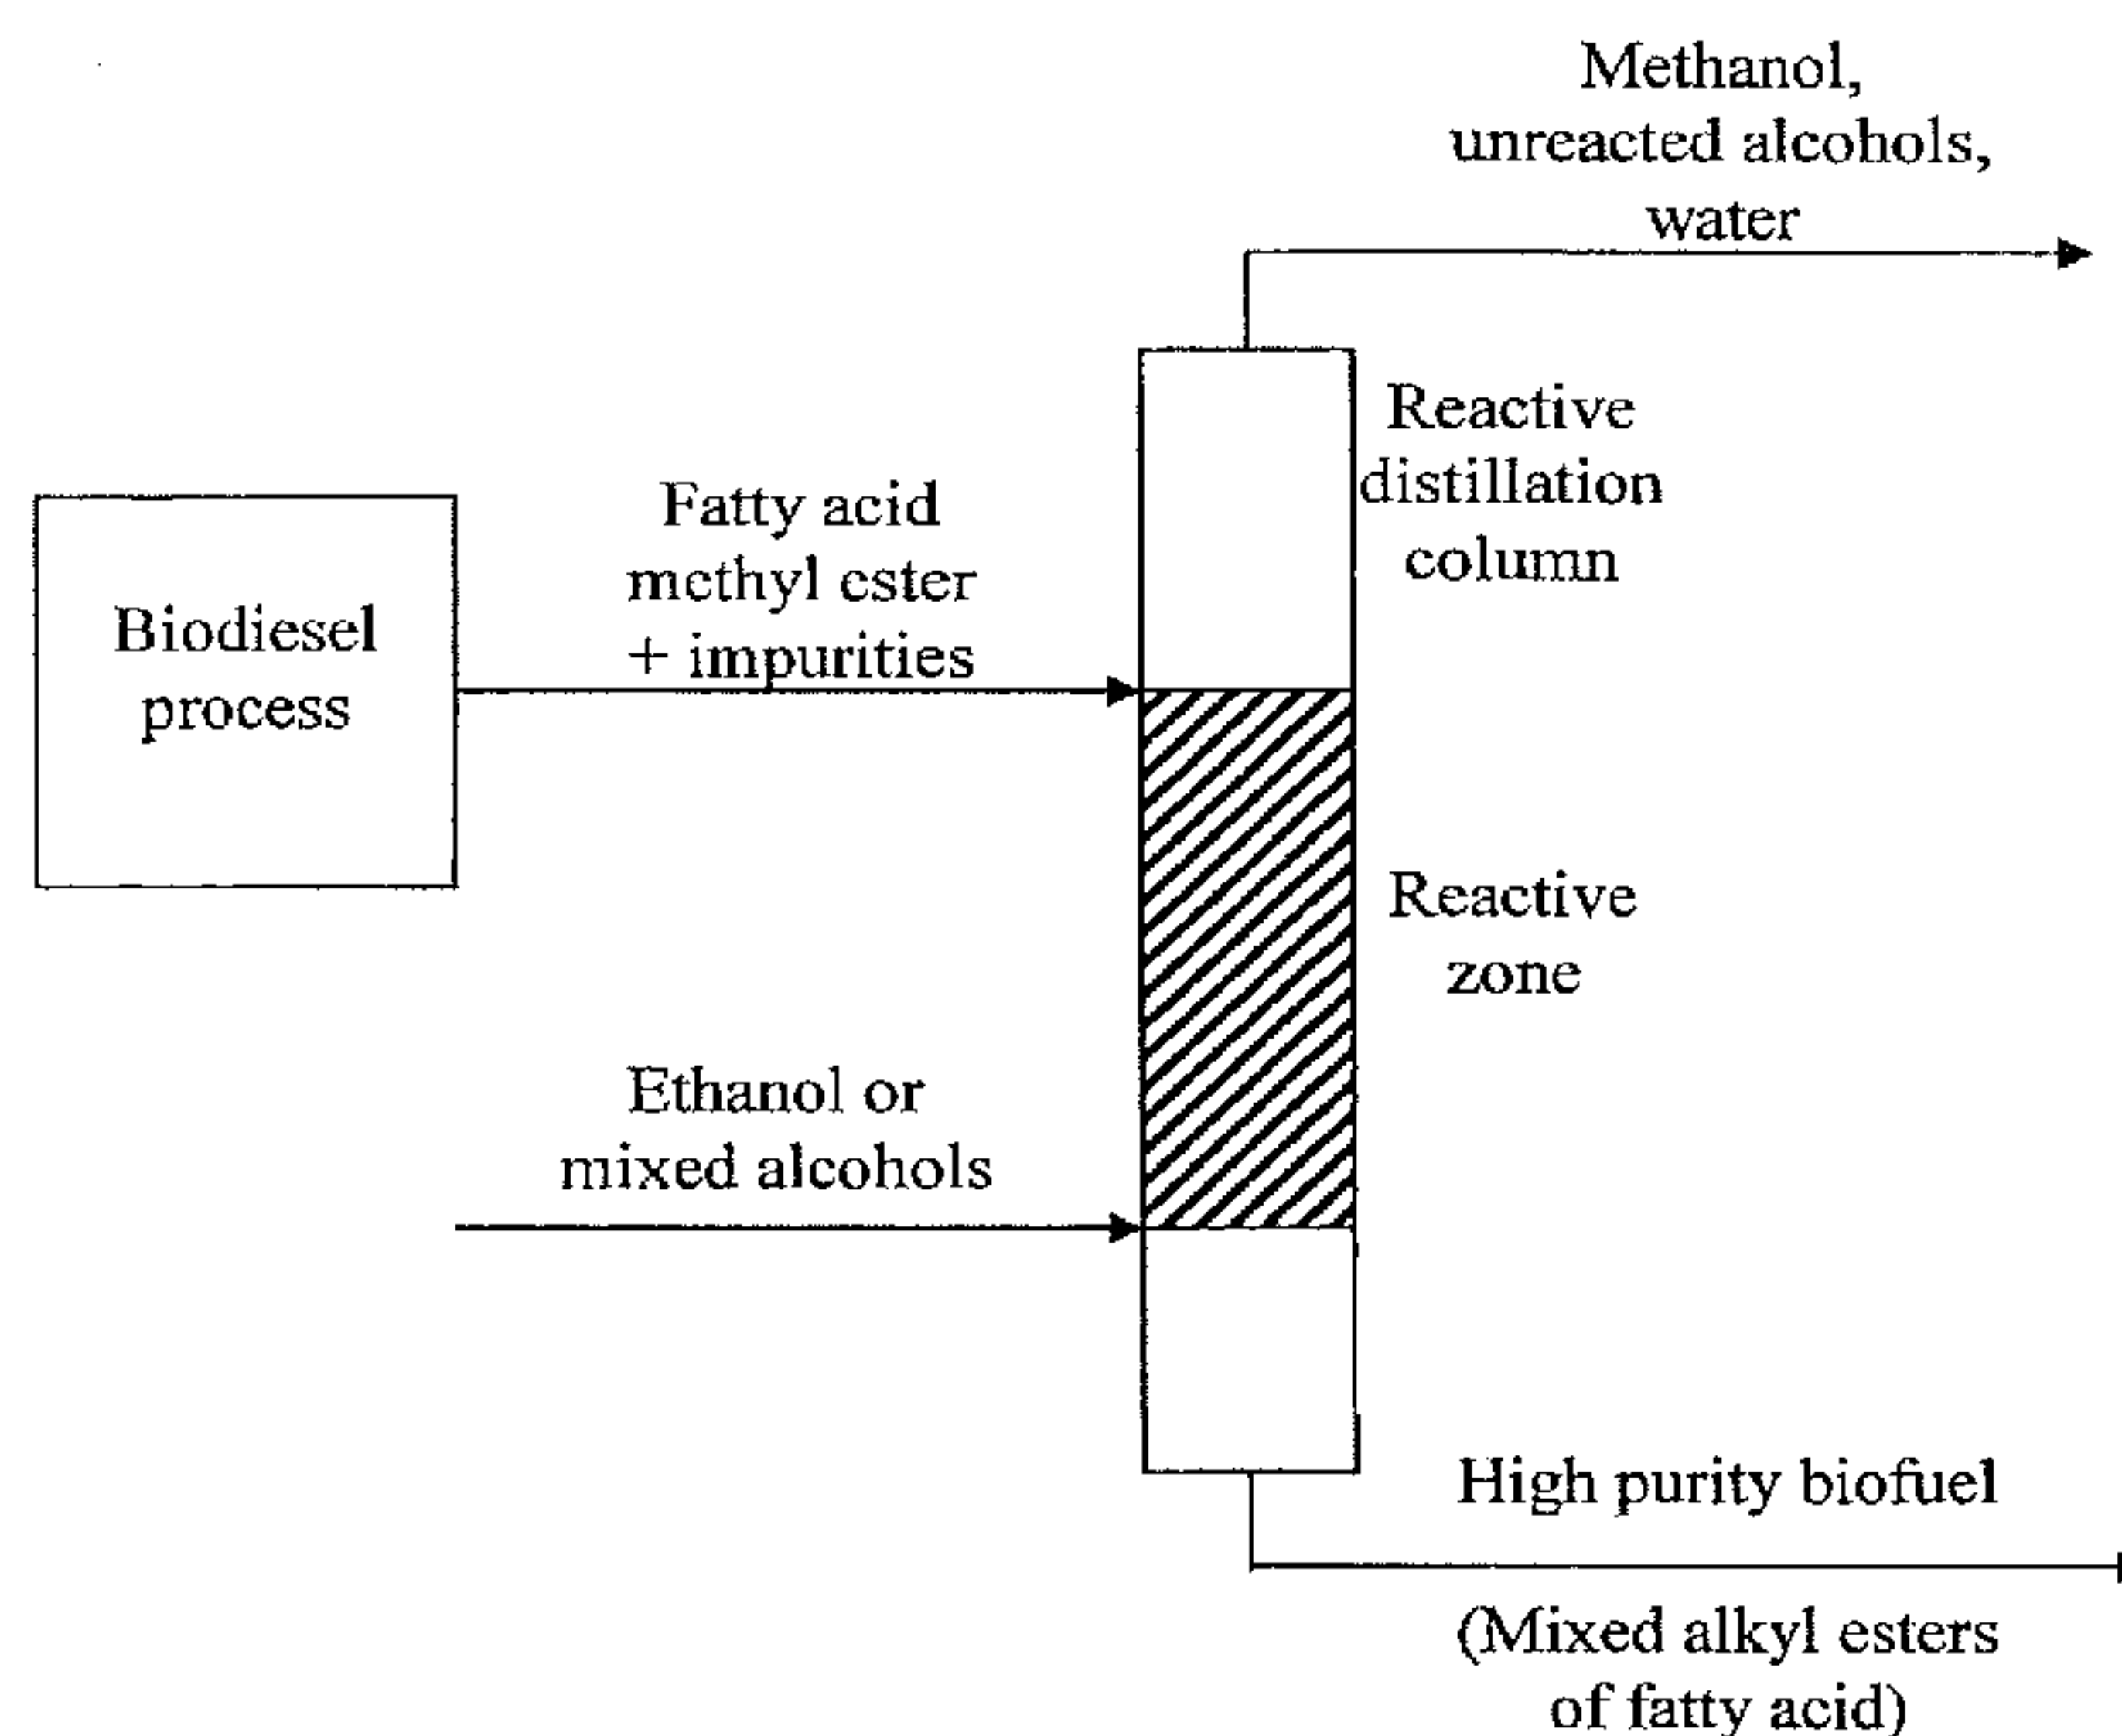 Methanol,
unreacted alcohols,
water
Reactive
distillation
column
Fatty acid
methyl ester
+ impurities
Biodiesel
process
Reactive
zone
Ethanol or
mixed alcohols
High purity biofuel
(Mixed alkyl esters
of fatty acid)